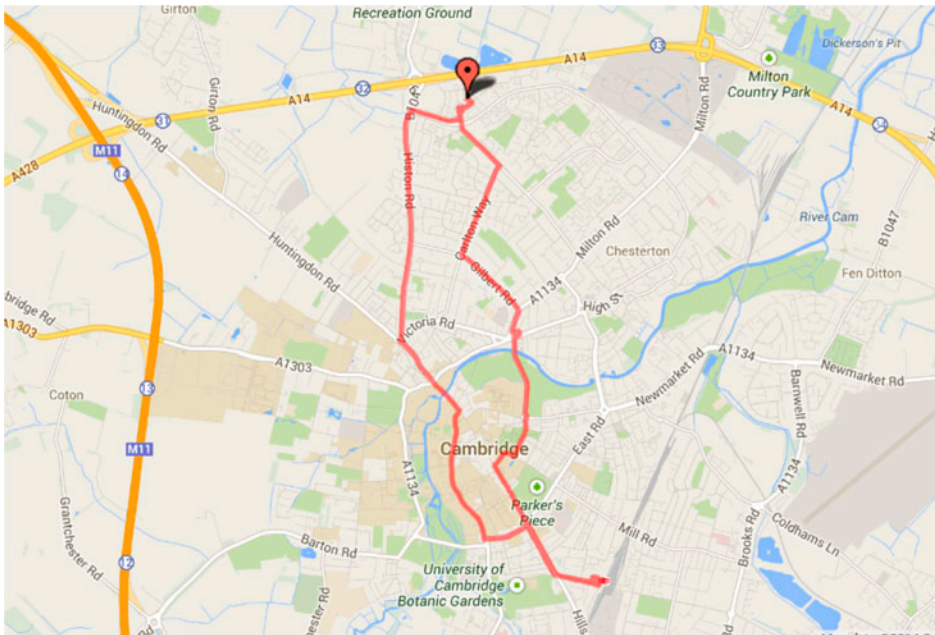 Girton
Recreation Ground
33
A14
Dickerson's Pit
Milton
Country Park
32
A14
A14
B104
Girton Rd
Huntingdon Rd
31
Milton Rd
34
M11
A428
14
Histon Rd
Carlton Way
River Cam
B1047
Milton Rd
Chesterton
Huntingdon Rd
Gilbert Rd
Fen Ditton
A1134
High St
bridge Rd
A1303
Victoria Rd
A1303
A1134
Newmarket Rd
Newmarket Rd
13
Coton
Barnwell Rd
East Rd
M11
Cambridge
A1134
A1134
Parker's
Piece
Grantchester Rd
Mill Rd
Coldhams Ln
Brooks Rd
Barton Rd
12
University of
Cambridge
Botanic Gardens
Hills
hester Rd